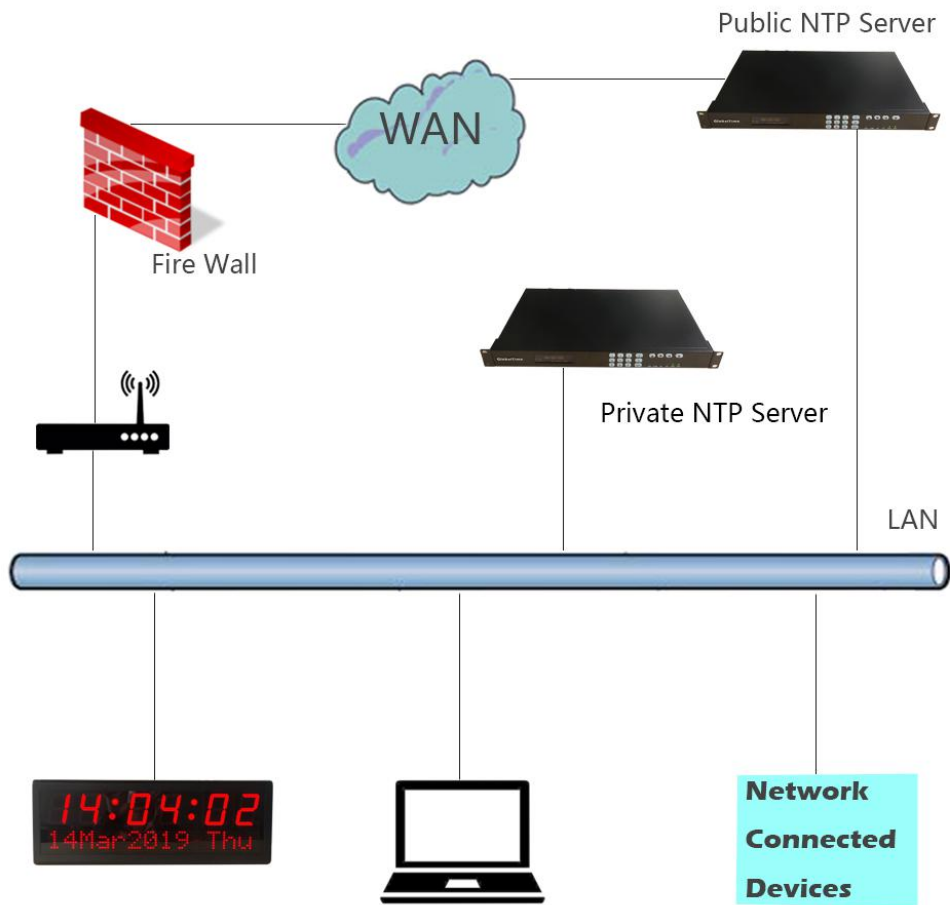 Public NTP Server
WAN
Fire Wall
Private NTP Server
LAN
14:04:02
14Mar2019 Thu
Network
Connected
Devices